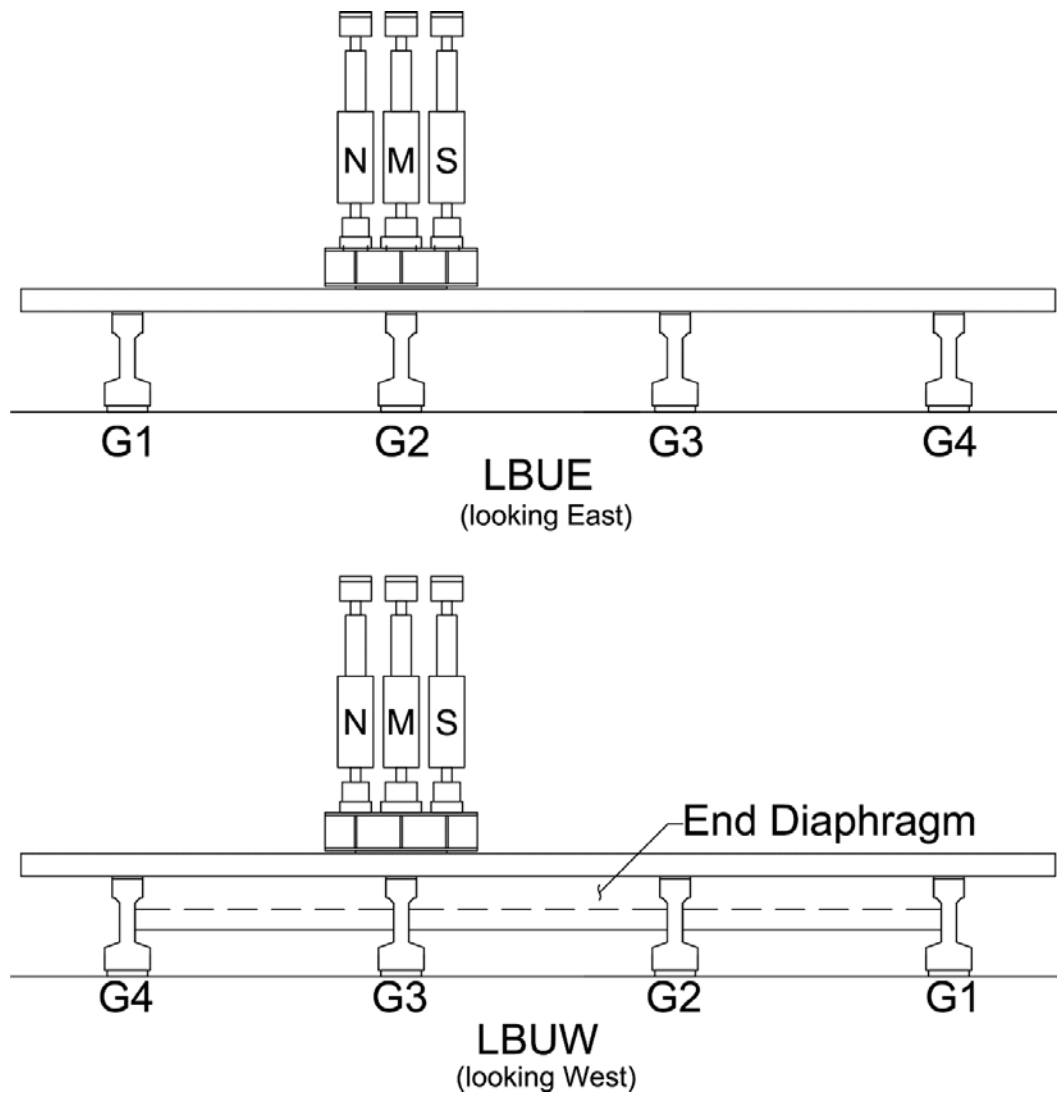 N M S
G1 G2 G3 G4
LBUE
(looking East)
N M S
End Diaphragm
G4 G3 G2 G1
LBUW
(looking West)